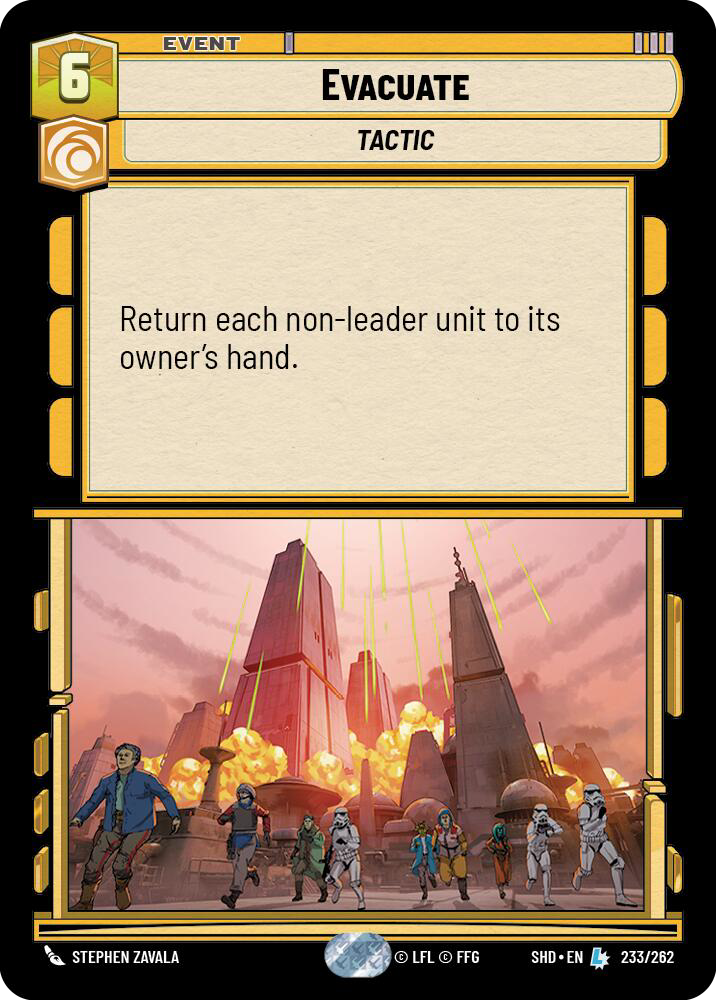 EVENT
6
EVACUATE
TACTIC
Return each non-leader unit to its
owner's hand.
STEPHEN ZAVALA
© LFL © FFG
SHD • EN L 233/262